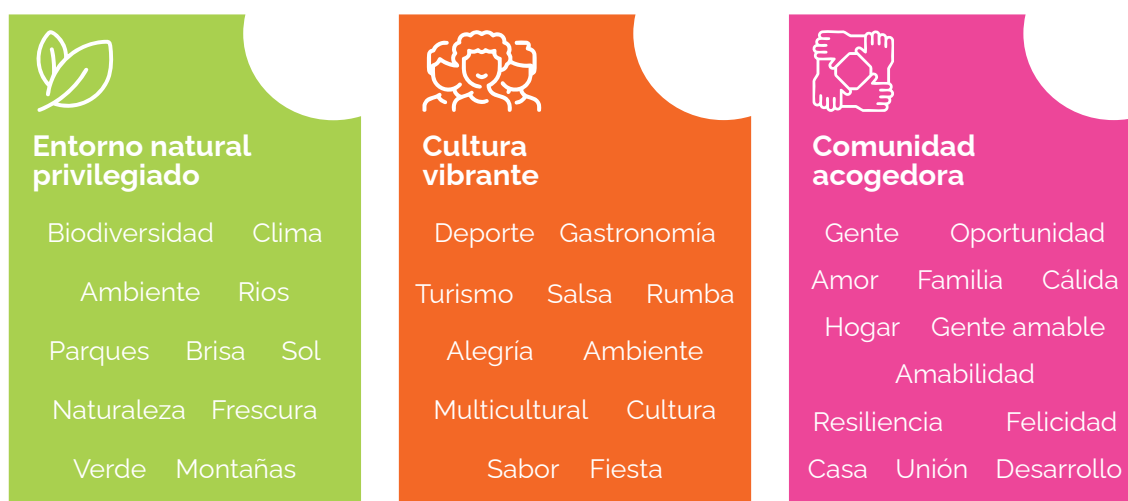 Entorno natural
privilegiado
Biodiversidad Clima
Ambiente Rios
Parques Brisa Sol
Naturaleza Frescura
Verde Montañas
Cultura
vibrante
Deporte Gastronomía
Turismo Salsa Rumba
Alegría Ambiente
Multicultural Cultura
Sabor Fiesta
Comunidad
acogedora
Gente Oportunidad
Amor Familia Cálida
Hogar Gente amable
Amabilidad
Resiliencia Felicidad
Casa Unión Desarrollo